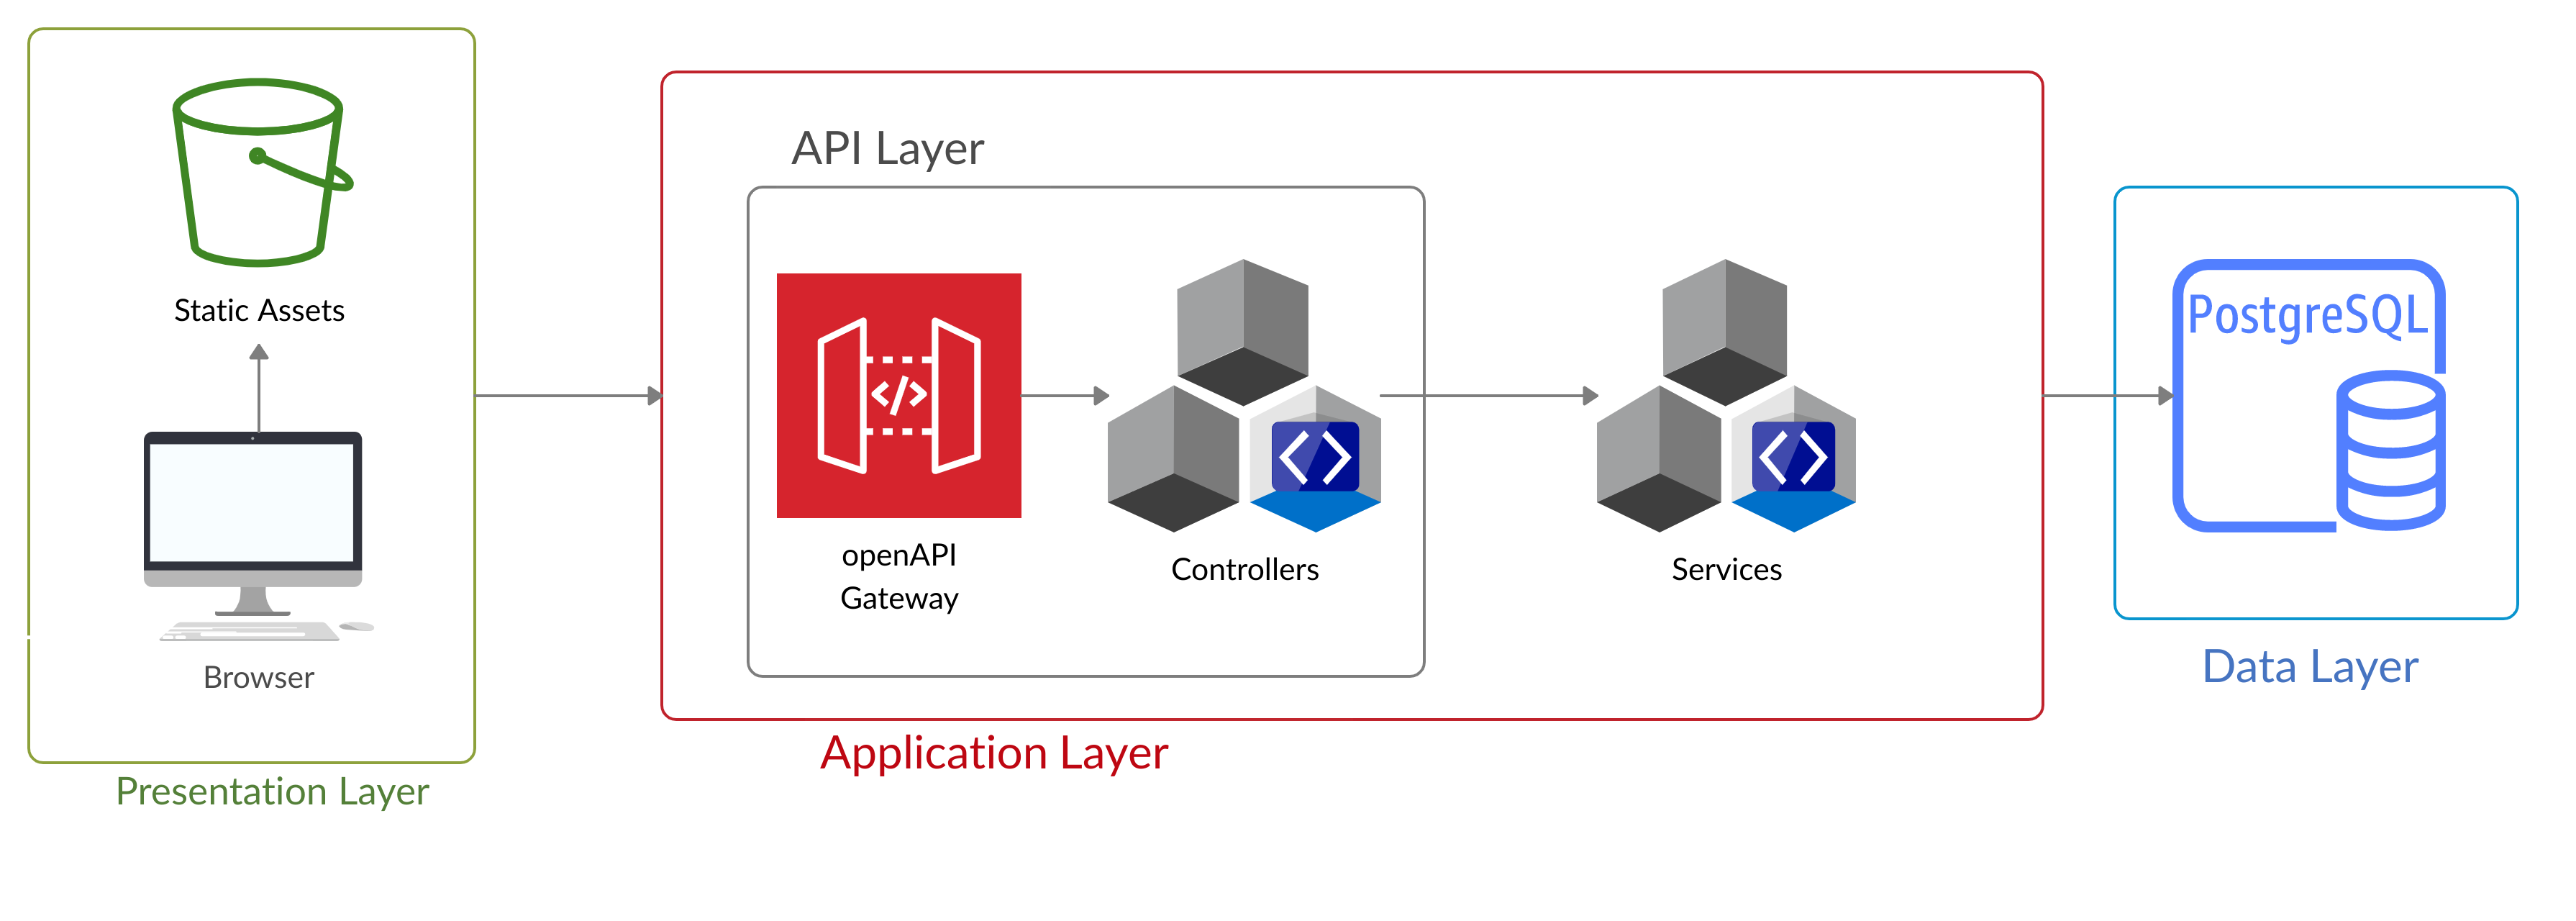 Static Assets
Browser
Presentation Layer
API Layer
openAPI
Gateway
Controllers
Services
Application Layer
PostgreSQL
Data Layer